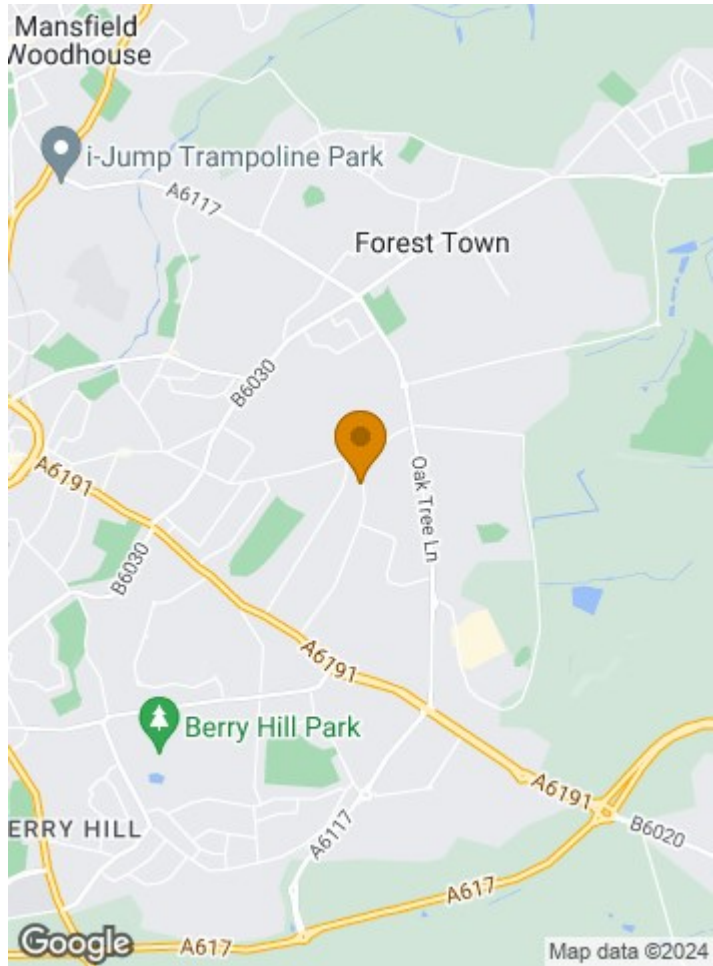 Mansfield
Woodhouse
i-Jump Trampoline Park
A6117
Forest Town
B6030
A6191
Oak Tree Ln
B6030
A6191
Berry Hill Park
A6191
B6020
ERRY HILL
A6117
A617
A617
Google
Map data ©2024